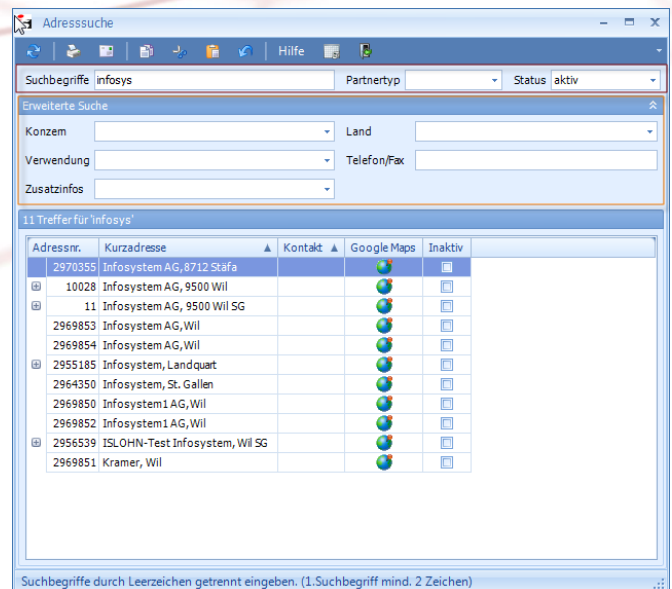 Adresssuche
Hilfe
Suchbegriffe infosys Partnertyp Status aktiv
Erweiterte Suche
Konzern Land
Verwendung Telefon/Fax
Zusatzinfos
11 Treffer für 'infosys'
Adressnr. Kurzadresse Kontakt Google Maps Inaktiv
2970355 Infosystem AG,8712 Stäfa
10028 Infosystem AG, 9500 Wil
11 Infosystem AG, 9500 Wil SG
2969853 Infosystem AG,Wil
2969854 Infosystem AG,Wil
2955185 Infosystem, Landquart
2964350 Infosystem, St. Gallen
2969850 Infosystem1 AG,Wil
2969852 Infosystem1 AG,Wil
2956539 ISLOHN-Test Infosystem, Wil SG
2969851 Kramer, Wil
Suchbegriffe durch Leerzeichen getrennt eingeben. (1.Suchbegriff mind. 2 Zeichen)